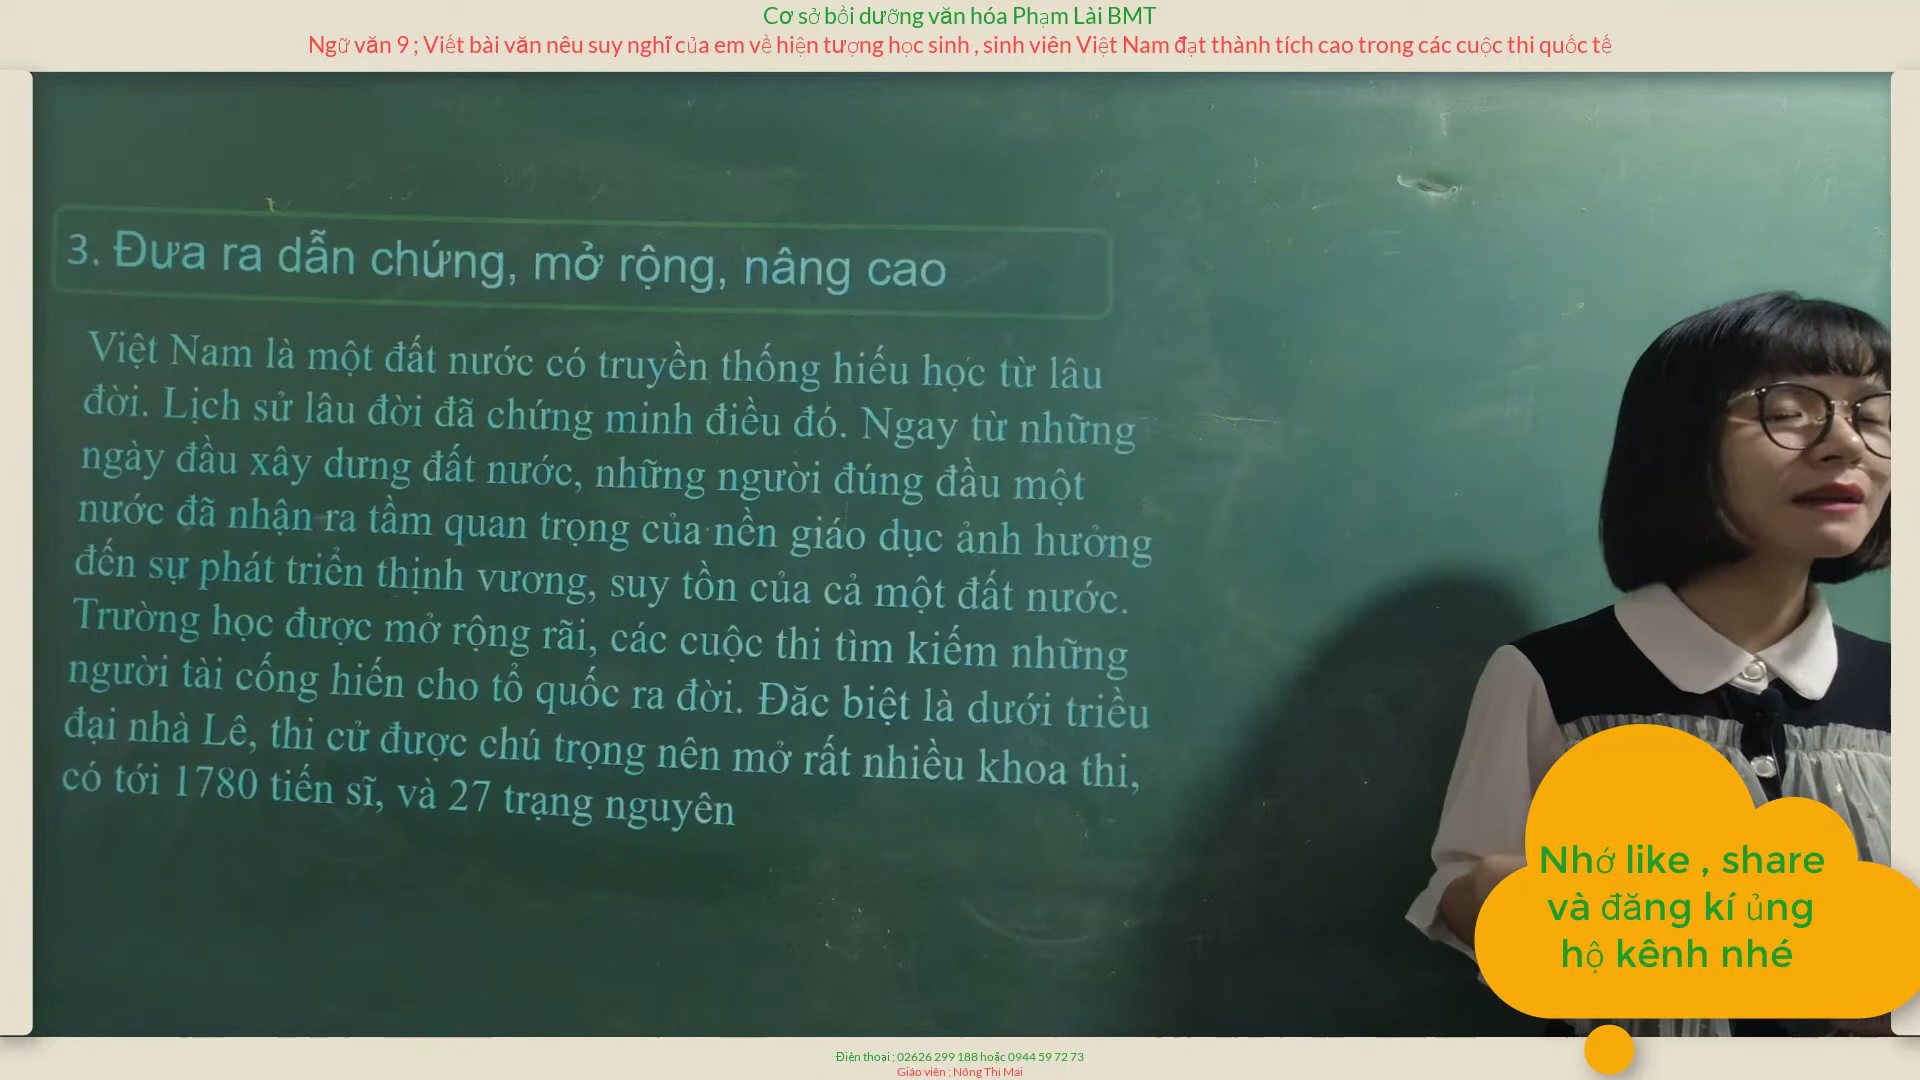 Cơ sở bồi dưỡng văn hóa Phạm Lài BMT
Ngữ văn 9 ; Viết bài văn nêu suy nghĩ của em về hiện tượng học sinh , sinh viên Việt Nam đạt thành tích cao trong các cuộc thi quốc tế
3. Đưa ra dẫn chứng, mở rộng, nâng cao
Việt Nam là một đất nước có truyền thống hiếu học từ lâu
đời. Lịch sử lâu đời đã chứng minh điều đó. Ngay từ những
ngày đầu xây dưng đất nước, những người đúng đầu một
nước đã nhận ra tầm quan trọng của nền giáo dục ảnh hưởng
đến sự phát triển thịnh vương, suy tồn của cả một đất nước.
Trường học được mở rộng rãi, các cuộc thi tìm kiếm những
người tài cống hiến cho tổ quốc ra đời. Đặc biệt là dưới triều
đại nhà Lê, thi cử được chú trọng nên mở rất nhiều khoa thi,
có tới 1780 tiến sĩ, và 27 trạng nguyên
Nhớ like , share
và đăng kí ủng
hộ kênh nhé
Điện thoại ; 02626 299 188 hoặc 0944 59 72 73
Giáo viên ; Nông Thị Mai